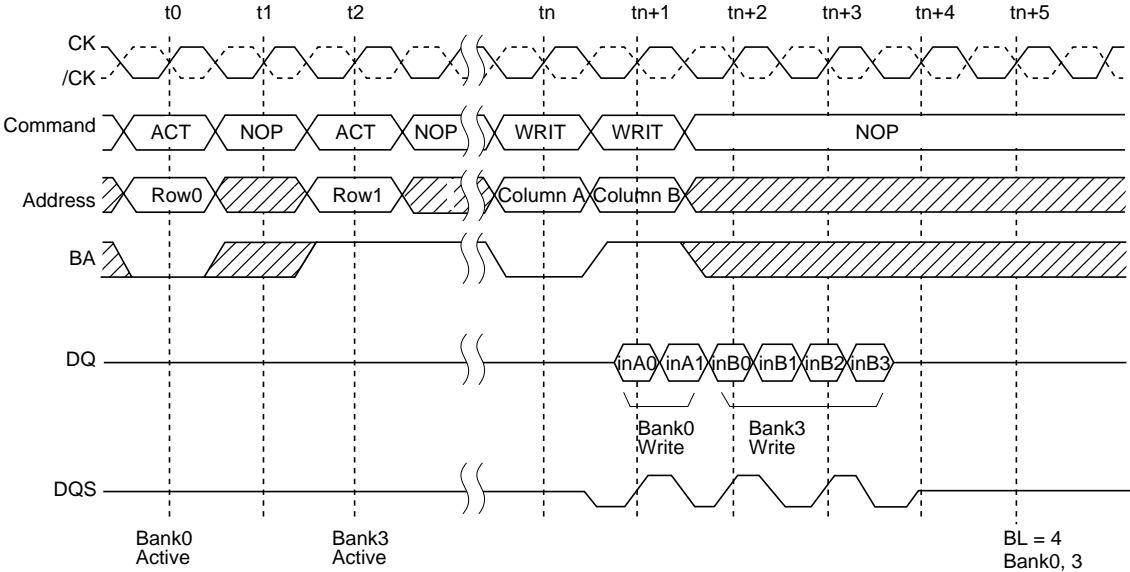 t0 t1 t2 tn tn+1 tn+2 tn+3 tn+4 tn+5
CK
/CK
Command ACT NOP ACT NOP WRIT WRIT NOP
Address Row0 Row1 Column A Column B
BA
DQ inA0 inA1 inB0 inB1 inB2 inB3
Bank0 Bank3
Write Write
DQS
Bank0 Bank3 BL = 4
Active Active Bank0, 3